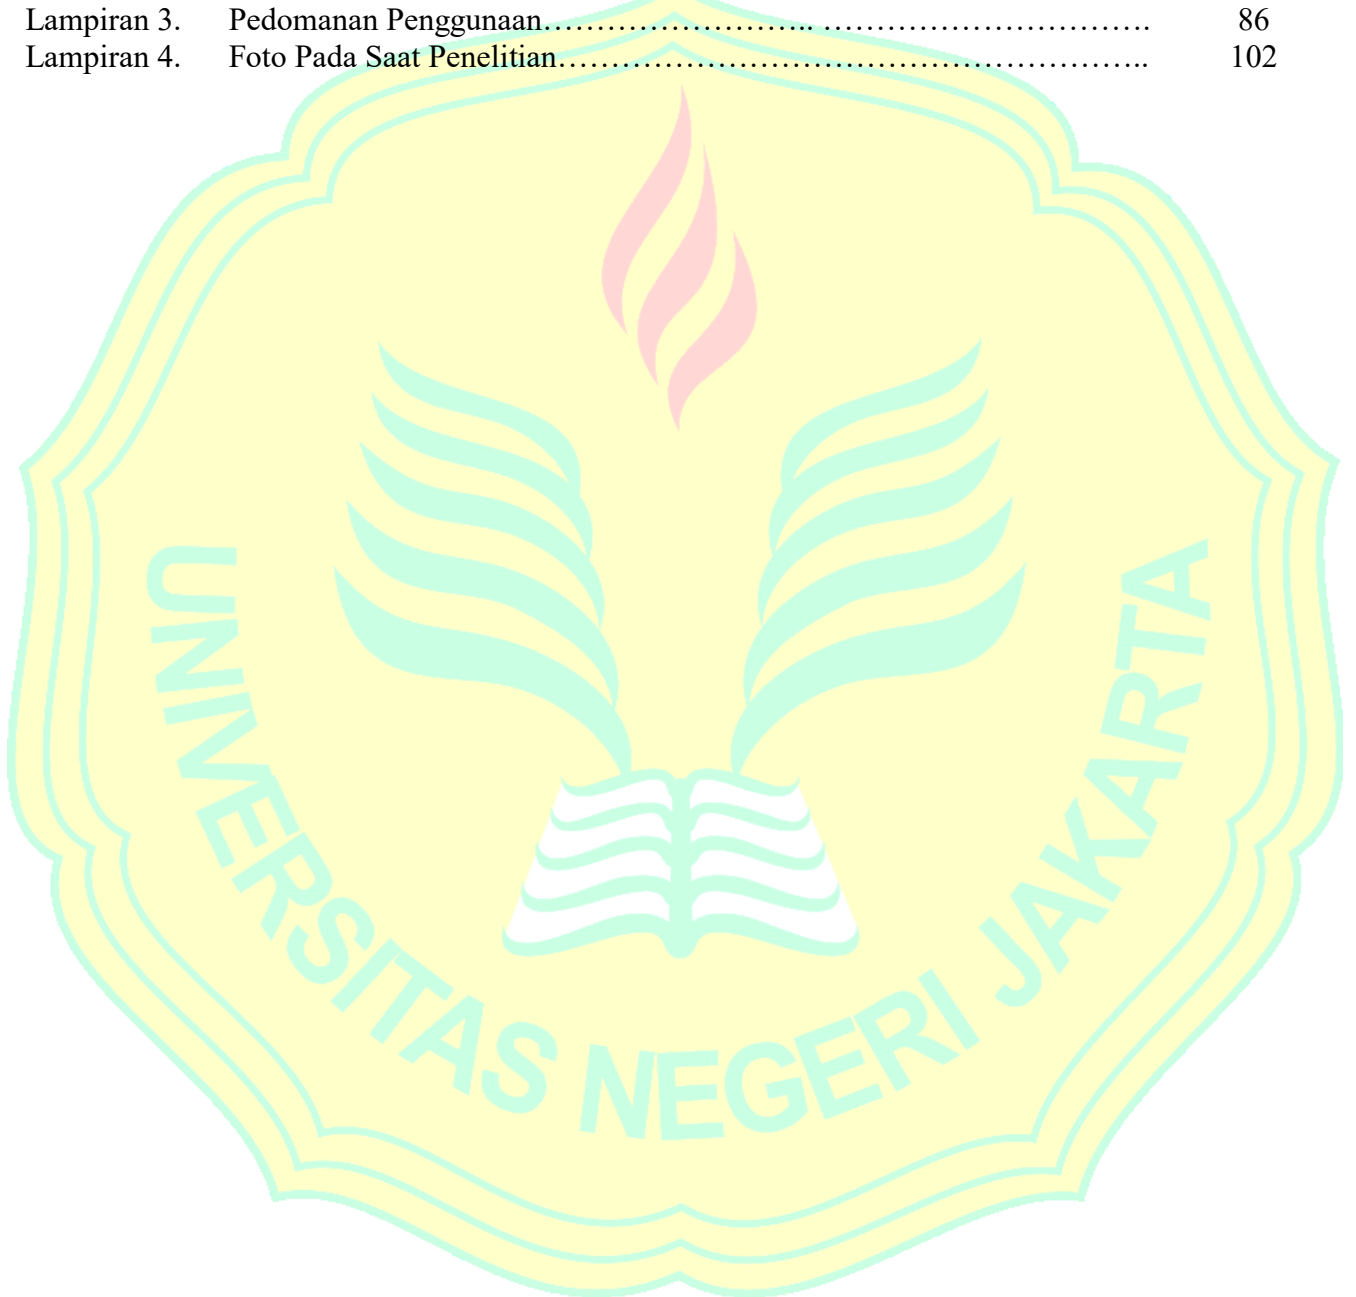 Lampiran 3. Pedomanan Penggunaan…………………….. …………………………. 86
Lampiran 4. Foto Pada Saat Penelitian……………………………………………….. 102
UNIVERSITAS NEGERI JAKARTA